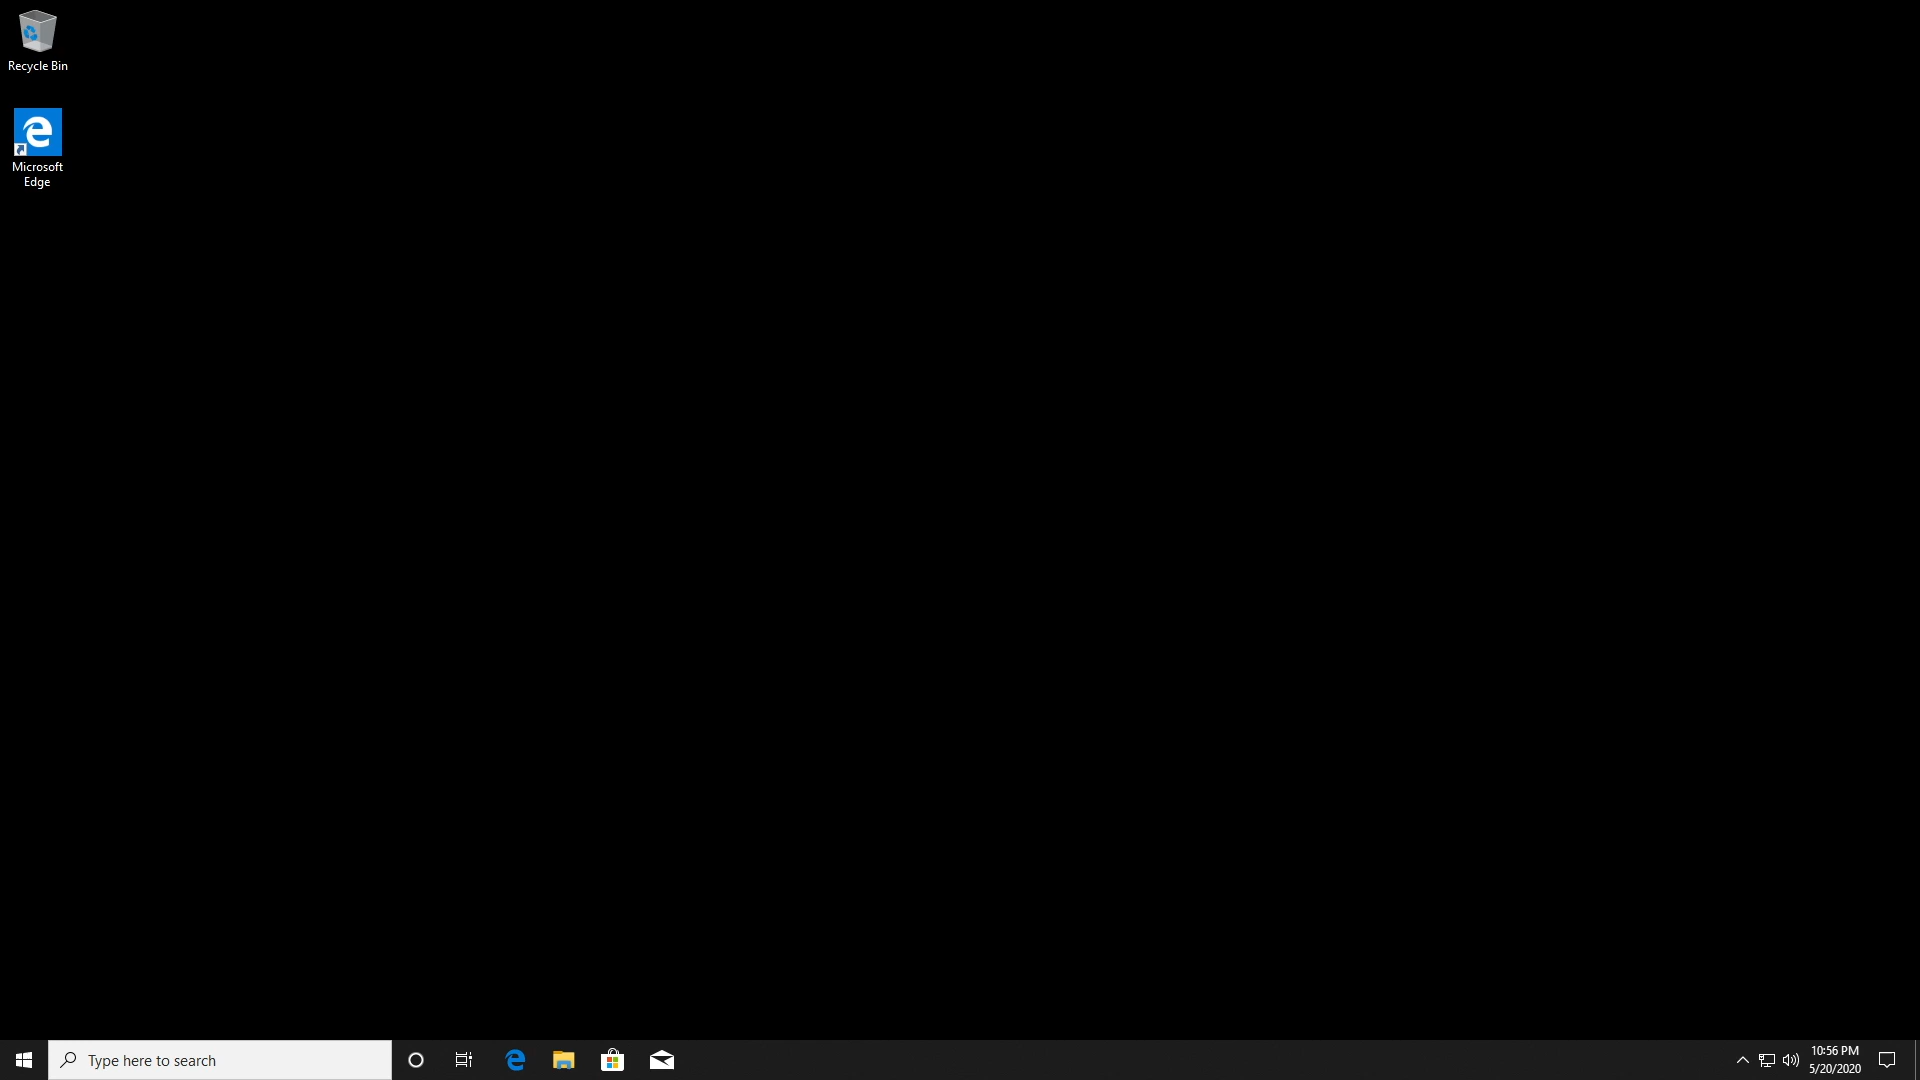 Recycle Bin
Microsoft
Edge
Type here to search
10:56 PM
5/20/2020